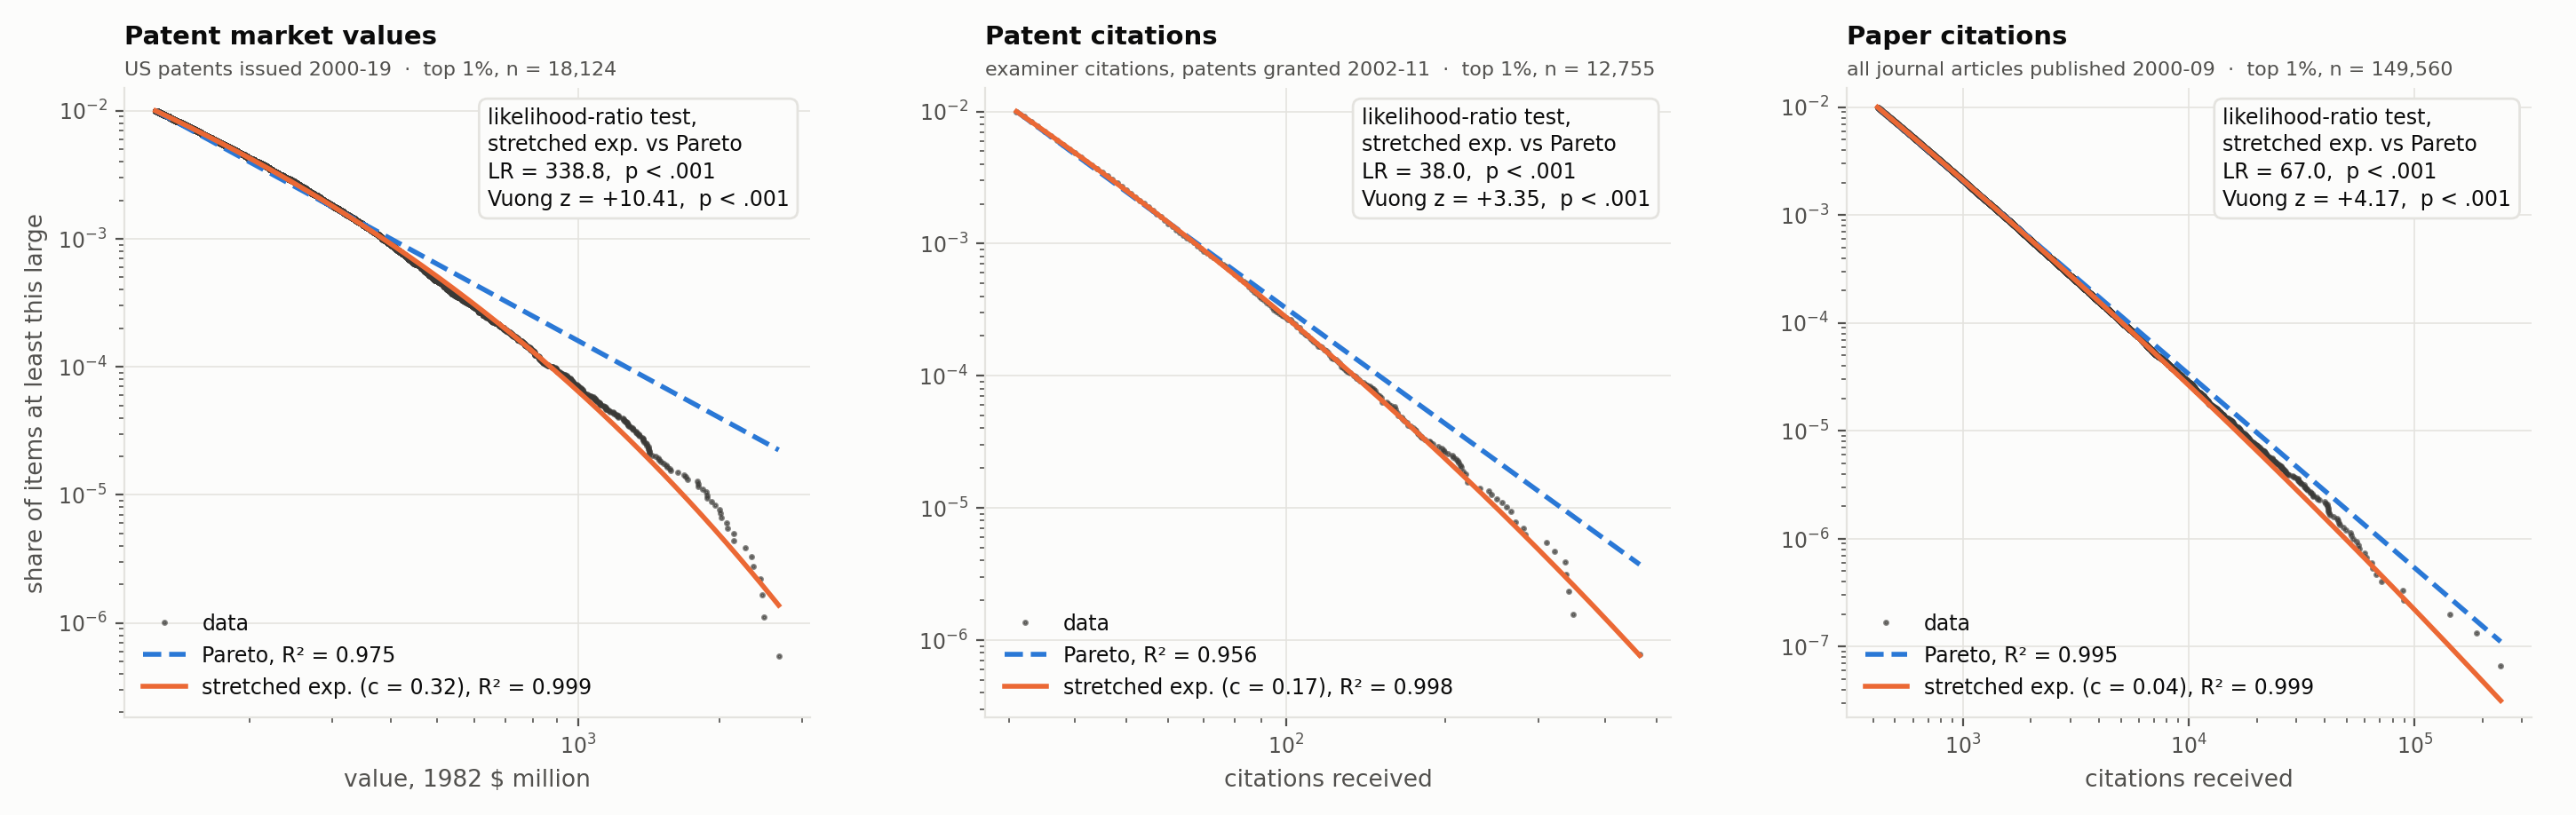 Patent market values
US patents issued 2000-19 · top 1%, n = 18,124
likelihood-ratio test,
stretched exp. vs Pareto
LR = 338.8, p < .001
Vuong z = +10.41, p < .001
share of items at least this large
10⁻²
10⁻³
10⁻⁴
10⁻⁵
10⁻⁶
data
Pareto, R² = 0.975
stretched exp. (c = 0.32), R² = 0.999
10³
value, 1982 $ million
Patent citations
examiner citations, patents granted 2002-11 · top 1%, n = 12,755
likelihood-ratio test,
stretched exp. vs Pareto
LR = 38.0, p < .001
Vuong z = +3.35, p < .001
10⁻²
10⁻³
10⁻⁴
10⁻⁵
10⁻⁶
data
Pareto, R² = 0.956
stretched exp. (c = 0.17), R² = 0.998
10²
citations received
Paper citations
all journal articles published 2000-09 · top 1%, n = 149,560
likelihood-ratio test,
stretched exp. vs Pareto
LR = 67.0, p < .001
Vuong z = +4.17, p < .001
10⁻²
10⁻³
10⁻⁴
10⁻⁵
10⁻⁶
10⁻⁷
data
Pareto, R² = 0.995
stretched exp. (c = 0.04), R² = 0.999
10³ 10⁴ 10⁵
citations received